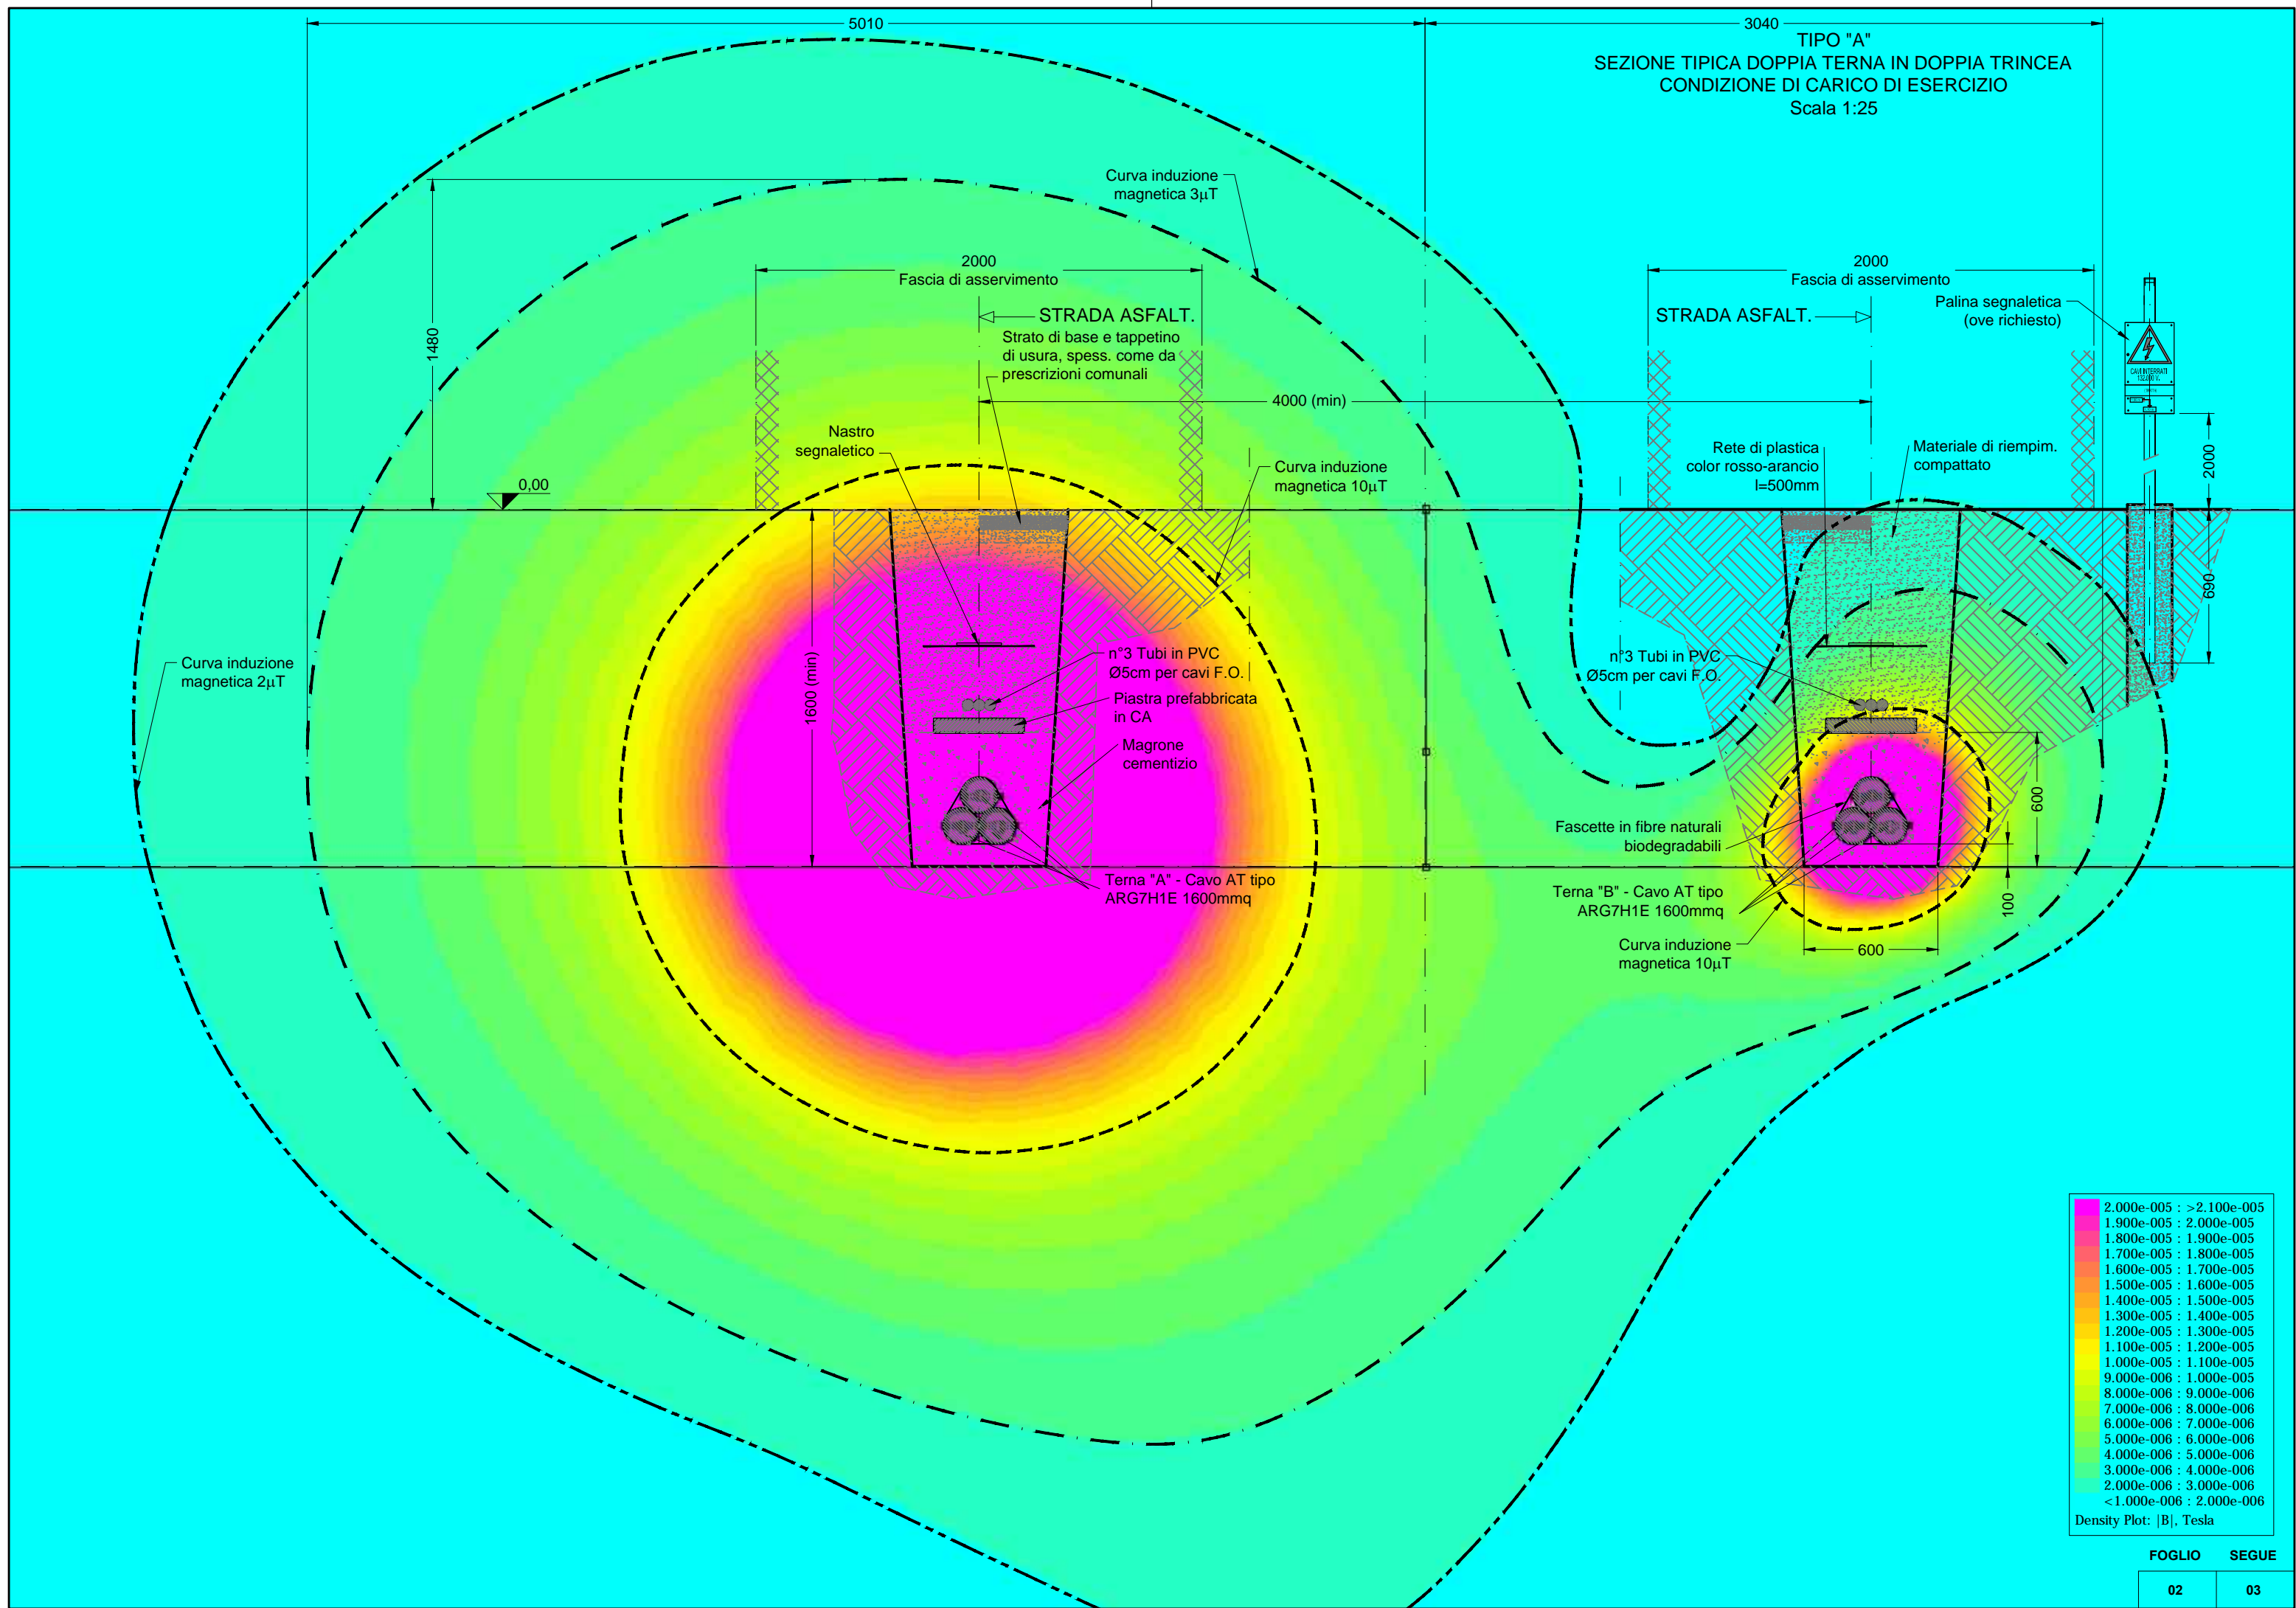 5010
3040
TIPO "A"
SEZIONE TIPICA DOPPIA TERNA IN DOPPIA TRINCEA
CONDIZIONE DI CARICO DI ESERCIZIO
Scala 1:25
Curva induzione
magnetica 3μT
2000
Fascia di asservimento
STRADA ASFALT.
Strato di base e tappetino
di usura, spess. come da
prescrizioni comunali
1480
2000
Fascia di asservimento
STRADA ASFALT.
Palina segnaletica
(ove richiesto)
CAVI INTERRATI
132.000 V.
4000 (min)
Nastro
segnaletico
Curva induzione
magnetica 10μT
Rete di plastica
color rosso-arancio
l=500mm
Materiale di riempim.
compattato
2000
0,00
690
Curva induzione
magnetica 2μT
1600 (min)
n°3 Tubi in PVC
Ø5cm per cavi F.O.
Piastra prefabbricata
in CA
Magrone
cementizio
n°3 Tubi in PVC
Ø5cm per cavi F.O.
600
Fascette in fibre naturali
biodegradabili
Terna "A" - Cavo AT tipo
ARG7H1E 1600mmq
Terna "B" - Cavo AT tipo
ARG7H1E 1600mmq
100
Curva induzione
magnetica 10μT
600
2.000e-005 : >2.100e-005
1.900e-005 : 2.000e-005
1.800e-005 : 1.900e-005
1.700e-005 : 1.800e-005
1.600e-005 : 1.700e-005
1.500e-005 : 1.600e-005
1.400e-005 : 1.500e-005
1.300e-005 : 1.400e-005
1.200e-005 : 1.300e-005
1.100e-005 : 1.200e-005
1.000e-005 : 1.100e-005
9.000e-006 : 1.000e-005
8.000e-006 : 9.000e-006
7.000e-006 : 8.000e-006
6.000e-006 : 7.000e-006
5.000e-006 : 6.000e-006
4.000e-006 : 5.000e-006
3.000e-006 : 4.000e-006
2.000e-006 : 3.000e-006
<1.000e-006 : 2.000e-006
Density Plot: |B|, Tesla
FOGLIO SEGUE
02 03